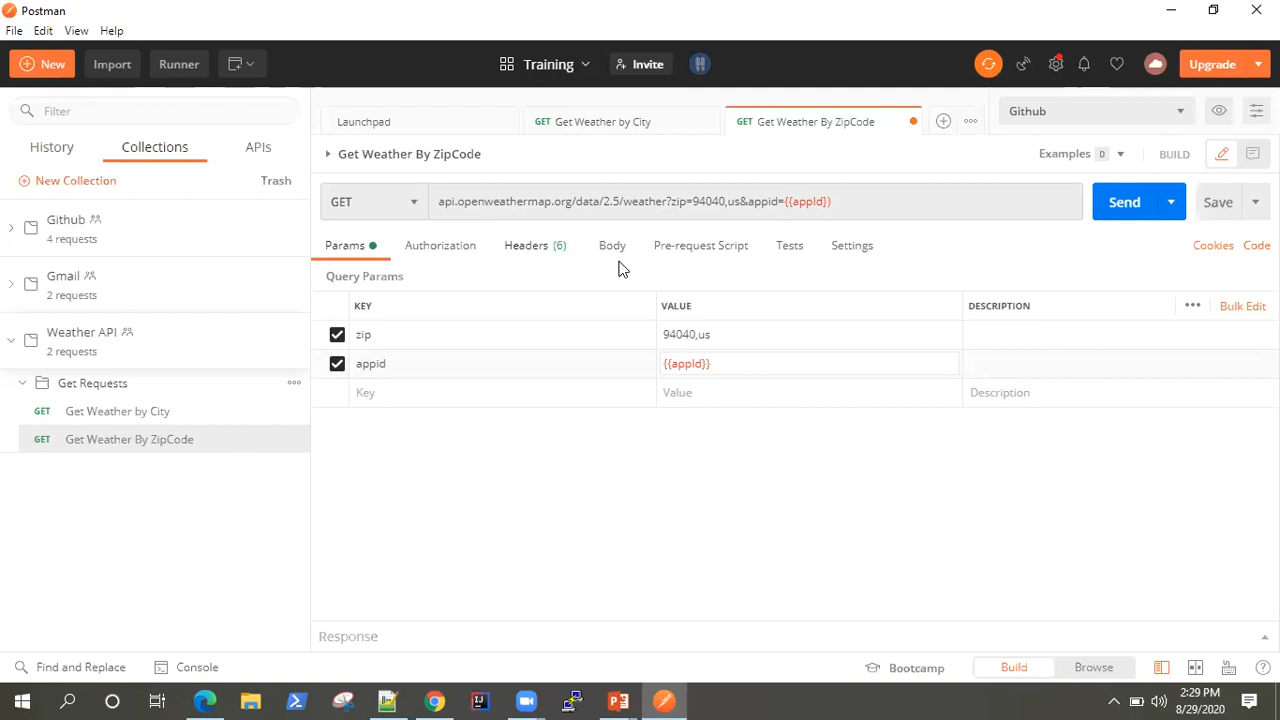 Postman
File Edit View Help
New Import Runner Training Invite Upgrade
Filter
Launchpad GET Get Weather by City GET Get Weather By ZipCode Github
History Collections APIs
Get Weather By ZipCode Examples 0 BUILD
New Collection Trash
GET api.openweathermap.org/data/2.5/weather?zip=94040,us&appid={{appId}} Send Save
Github
4 requests
Params Authorization Headers (6) Body Pre-request Script Tests Settings Cookies Code
Gmail
2 requests
Query Params
KEY VALUE DESCRIPTION Bulk Edit
Weather API
2 requests
zip 94040,us
appid {{appId}}
Key Value Description
Get Requests
GET Get Weather by City
GET Get Weather By ZipCode
Response
Find and Replace Console Bootcamp Build Browse
2:29 PM
8/29/2020